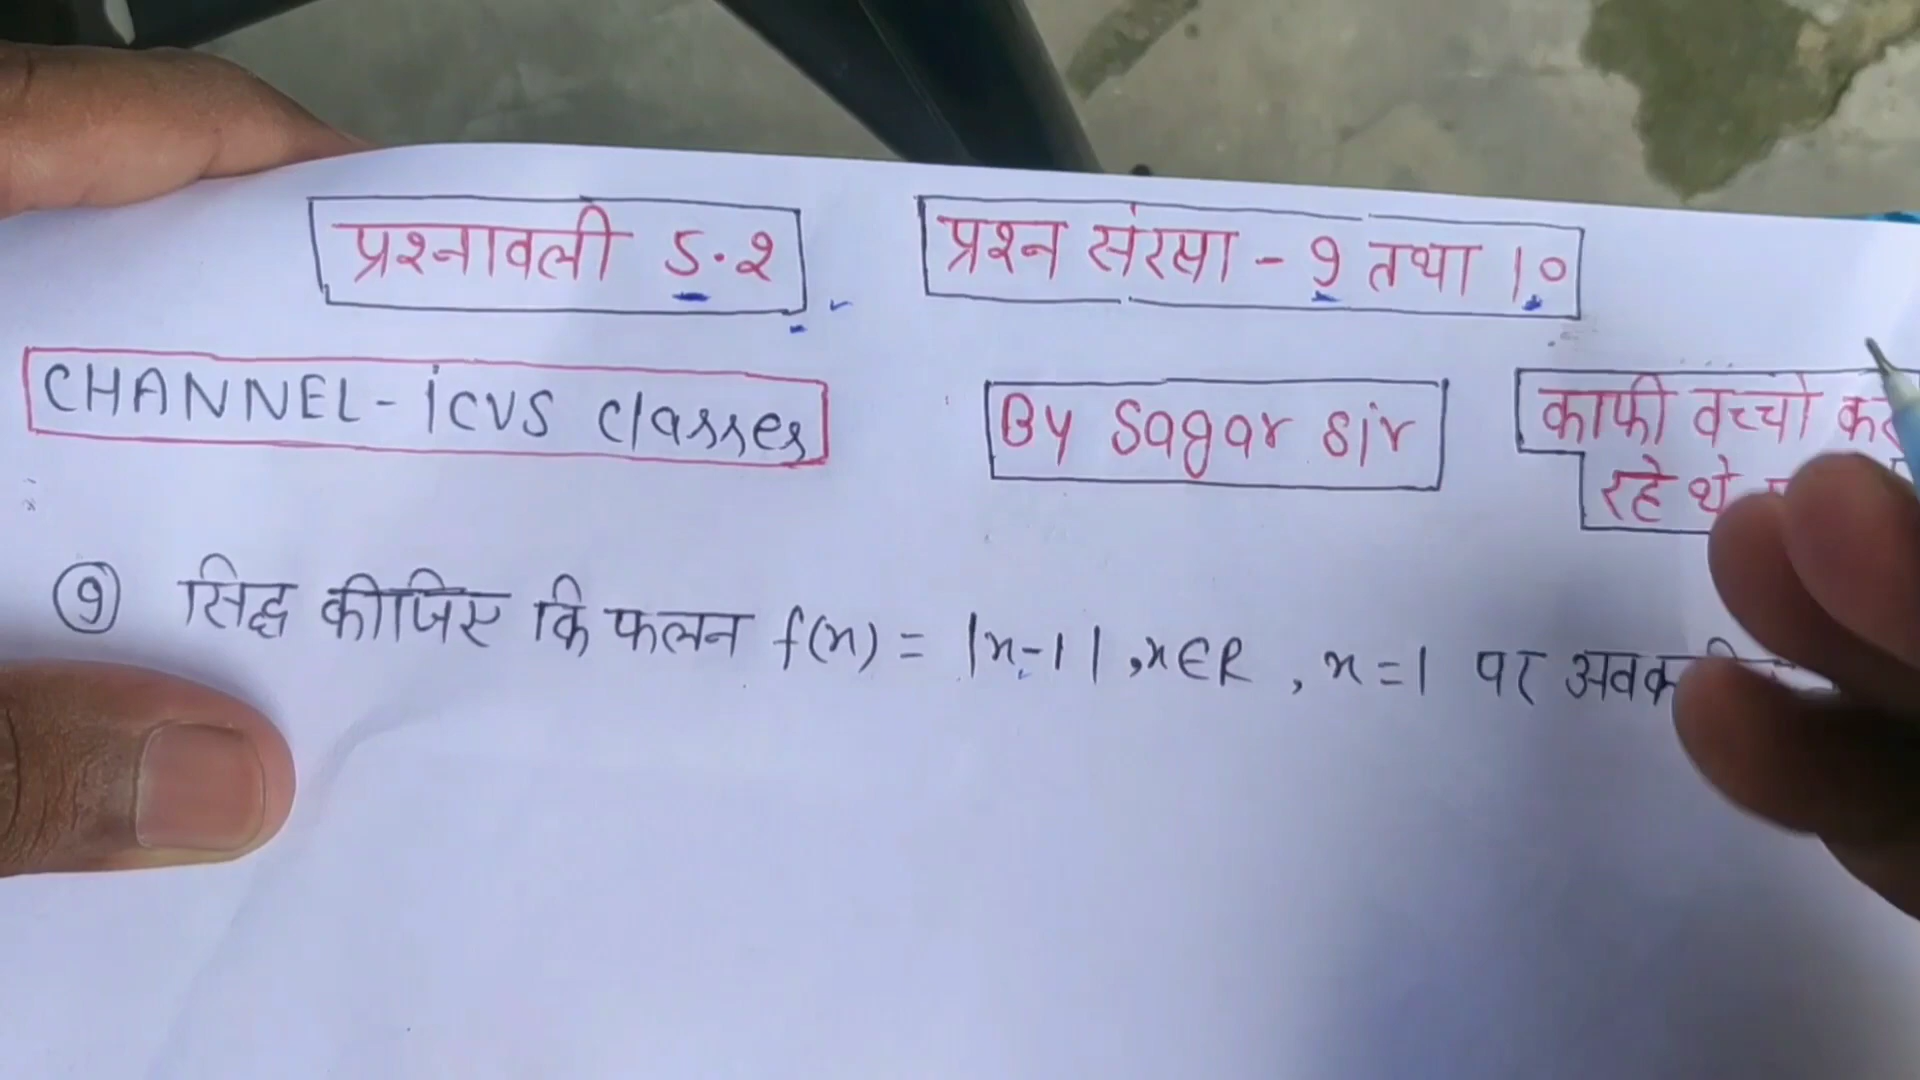 प्रश्नावली 5.2
प्रश्न संख्या - 9 तथा 10
CHANNEL - iCVS Classes
By Sagar sir
काफी बच्चो
रहे थे
9 सिद्ध कीजिए कि फलन f(x) = |x-1|, x∈R, x=1 पर